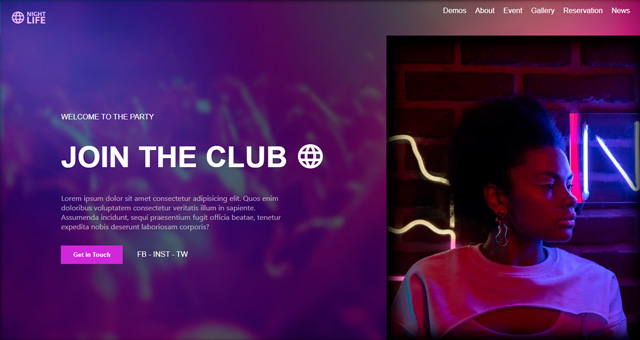 NIGHT
LIFE
Demos About Event Gallery Reservation News
WELCOME TO THE PARTY
JOIN THE CLUB
Lorem ipsum dolor sit amet consectetur adipisicing elit. Quos enim
doloribus voluptatem consectetur veritatis illum in sapiente.
Assumenda incidunt, sequi praesentium fugit officia beatae, tenetur
expedita nobis deserunt laboriosam corporis?
Get in Touch
FB - INST - TW